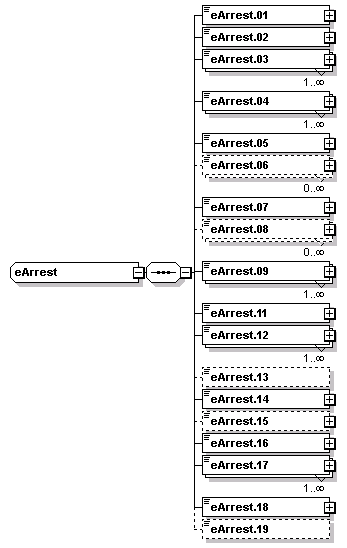 eArrest.01
eArrest.02
eArrest.03
1..∞
eArrest.04
1..∞
eArrest.05
eArrest.06
0..∞
eArrest.07
eArrest.08
0..∞
eArrest
eArrest.09
1..∞
eArrest.11
eArrest.12
1..∞
eArrest.13
eArrest.14
eArrest.15
eArrest.16
eArrest.17
1..∞
eArrest.18
eArrest.19